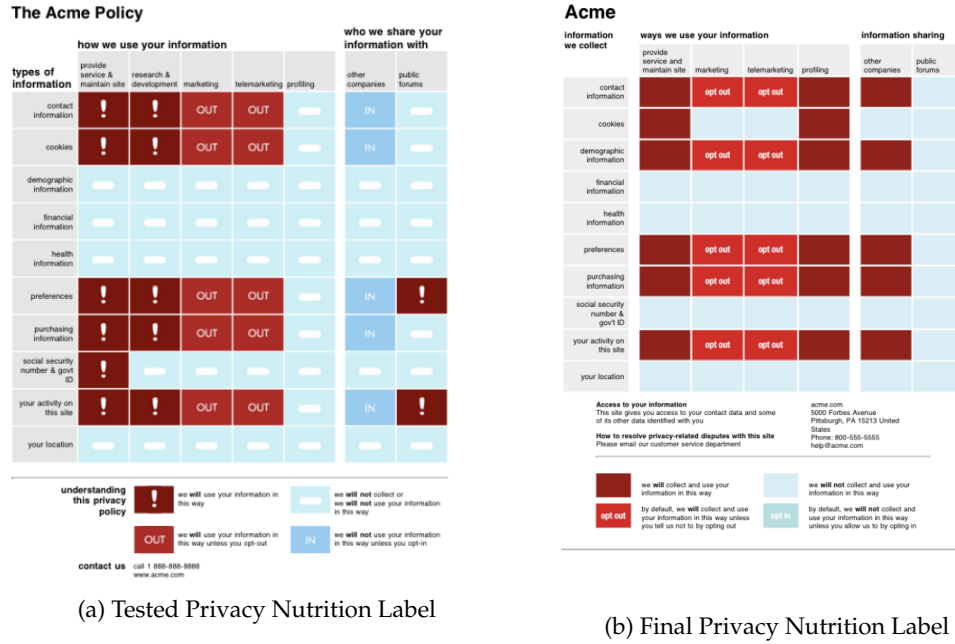 The Acme Policy
how we use your information
who we share your
information with
types of
information
provide
service &
maintain site
research &
development
marketing
telemarketing
profiling
other
companies
public
forums
contact
information
! ! OUT OUT IN
cookies
! ! OUT OUT IN
demographic
information
financial
information
health
information
preferences
! ! OUT OUT IN !
purchasing
information
! ! OUT OUT IN
social security
number & govt
ID
!
your activity on
this site
! ! OUT OUT IN !
your location
understanding
this privacy
policy
!
we will use your information in
this way
we will not collect or
we will not use your information
in this way
OUT
we will use your information in
this way unless you opt-out
IN
we will not use your information
in this way unless you opt-in
contact us
call 1 888-888-8888
www.acme.com
(a) Tested Privacy Nutrition Label
Acme
information
we collect
ways we use your information
information sharing
provide
service and
maintain site
marketing
telemarketing
profiling
other
companies
public
forums
contact
information
opt out opt out
cookies
demographic
information
opt out opt out
financial
information
health
information
preferences
opt out opt out
purchasing
information
opt out opt out
social security
number &
gov't ID
your activity on
this site
opt out opt out
your location
Access to your information
This site gives you access to your contact data and some
of its other data identified with you
How to resolve privacy-related disputes with this site
Please email our customer service department
acme.com
5000 Forbes Avenue
Pittsburgh, PA 15213 United
States
Phone: 800-555-5555
help@acme.com
we will collect and use your
information in this way
we will not collect and use your
information in this way
opt out
by default, we will collect and use
your information in this way unless
you tell us not to by opting out
opt in
by default, we will not collect and
use your information in this way
unless you allow us to by opting in
(b) Final Privacy Nutrition Label